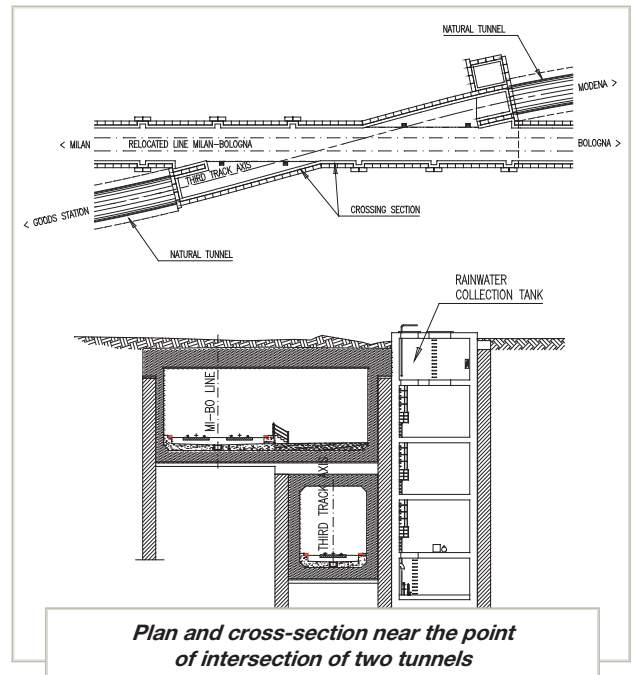 NATURAL TUNNEL
MODENA >
< MILAN
RELOCATED LINE MILAN-BOLOGNA
BOLOGNA >
THIRD TRACK AXIS
CROSSING SECTION
< GOODS STATION
NATURAL TUNNEL
RAINWATER
COLLECTION TANK
MI-BO LINE
THIRD TRACK AXIS
Plan and cross-section near the point
of intersection of two tunnels